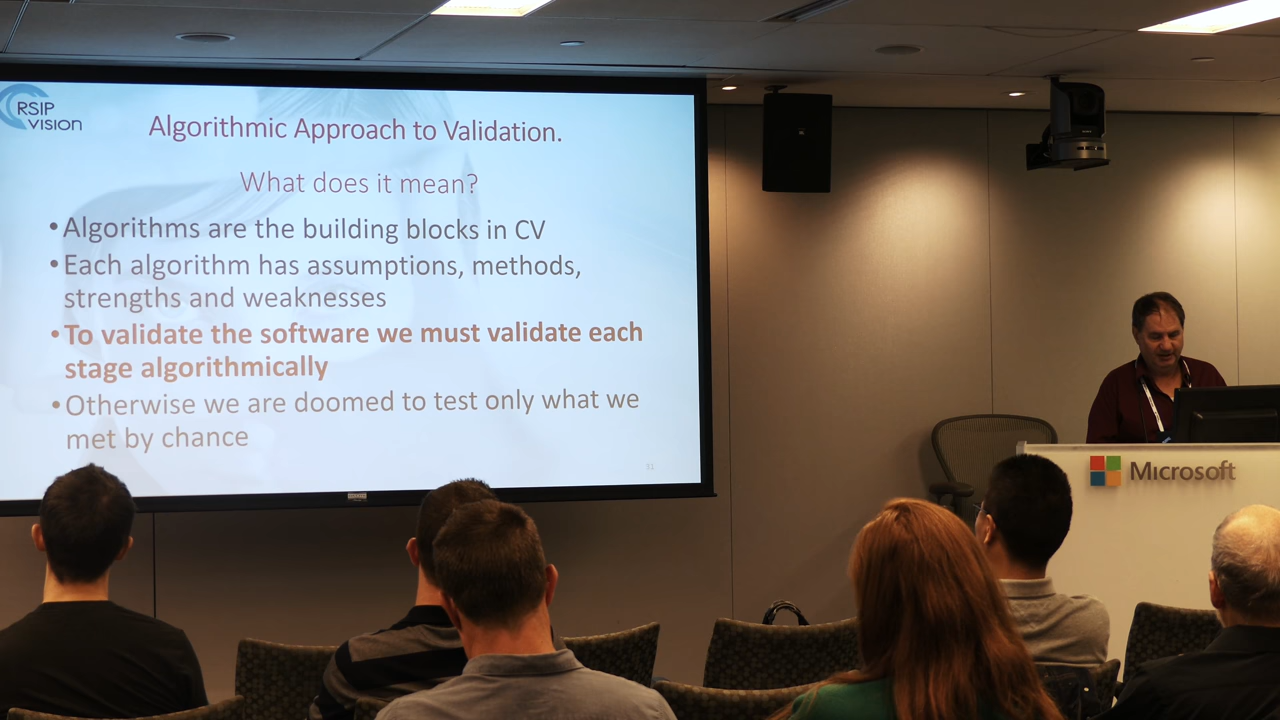 RSIP
vision
Algorithmic Approach to Validation.
What does it mean?
•Algorithms are the building blocks in CV
•Each algorithm has assumptions, methods,
strengths and weaknesses
•To validate the software we must validate each
stage algorithmically
•Otherwise we are doomed to test only what we
met by chance
31
Microsoft